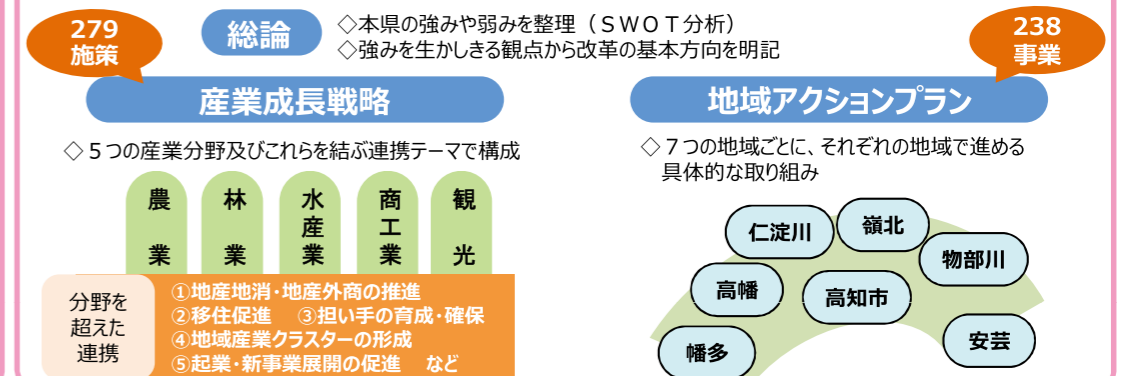 279
施策
総論
◇本県の強みや弱みを整理（ＳＷＯＴ分析）
◇強みを生かしきる観点から改革の基本方向を明記
238
事業
産業成長戦略
◇５つの産業分野及びこれらを結ぶ連携テーマで構成
農業
林業
水産業
商工業
観光
分野を
超えた
連携
①地産地消･地産外商の推進
②移住促進　③担い手の育成･確保
④地域産業クラスターの形成
⑤起業･新事業展開の促進　など
地域アクションプラン
◇７つの地域ごとに、それぞれの地域で進める
具体的な取り組み
仁淀川
嶺北
物部川
高幡
高知市
安芸
幡多